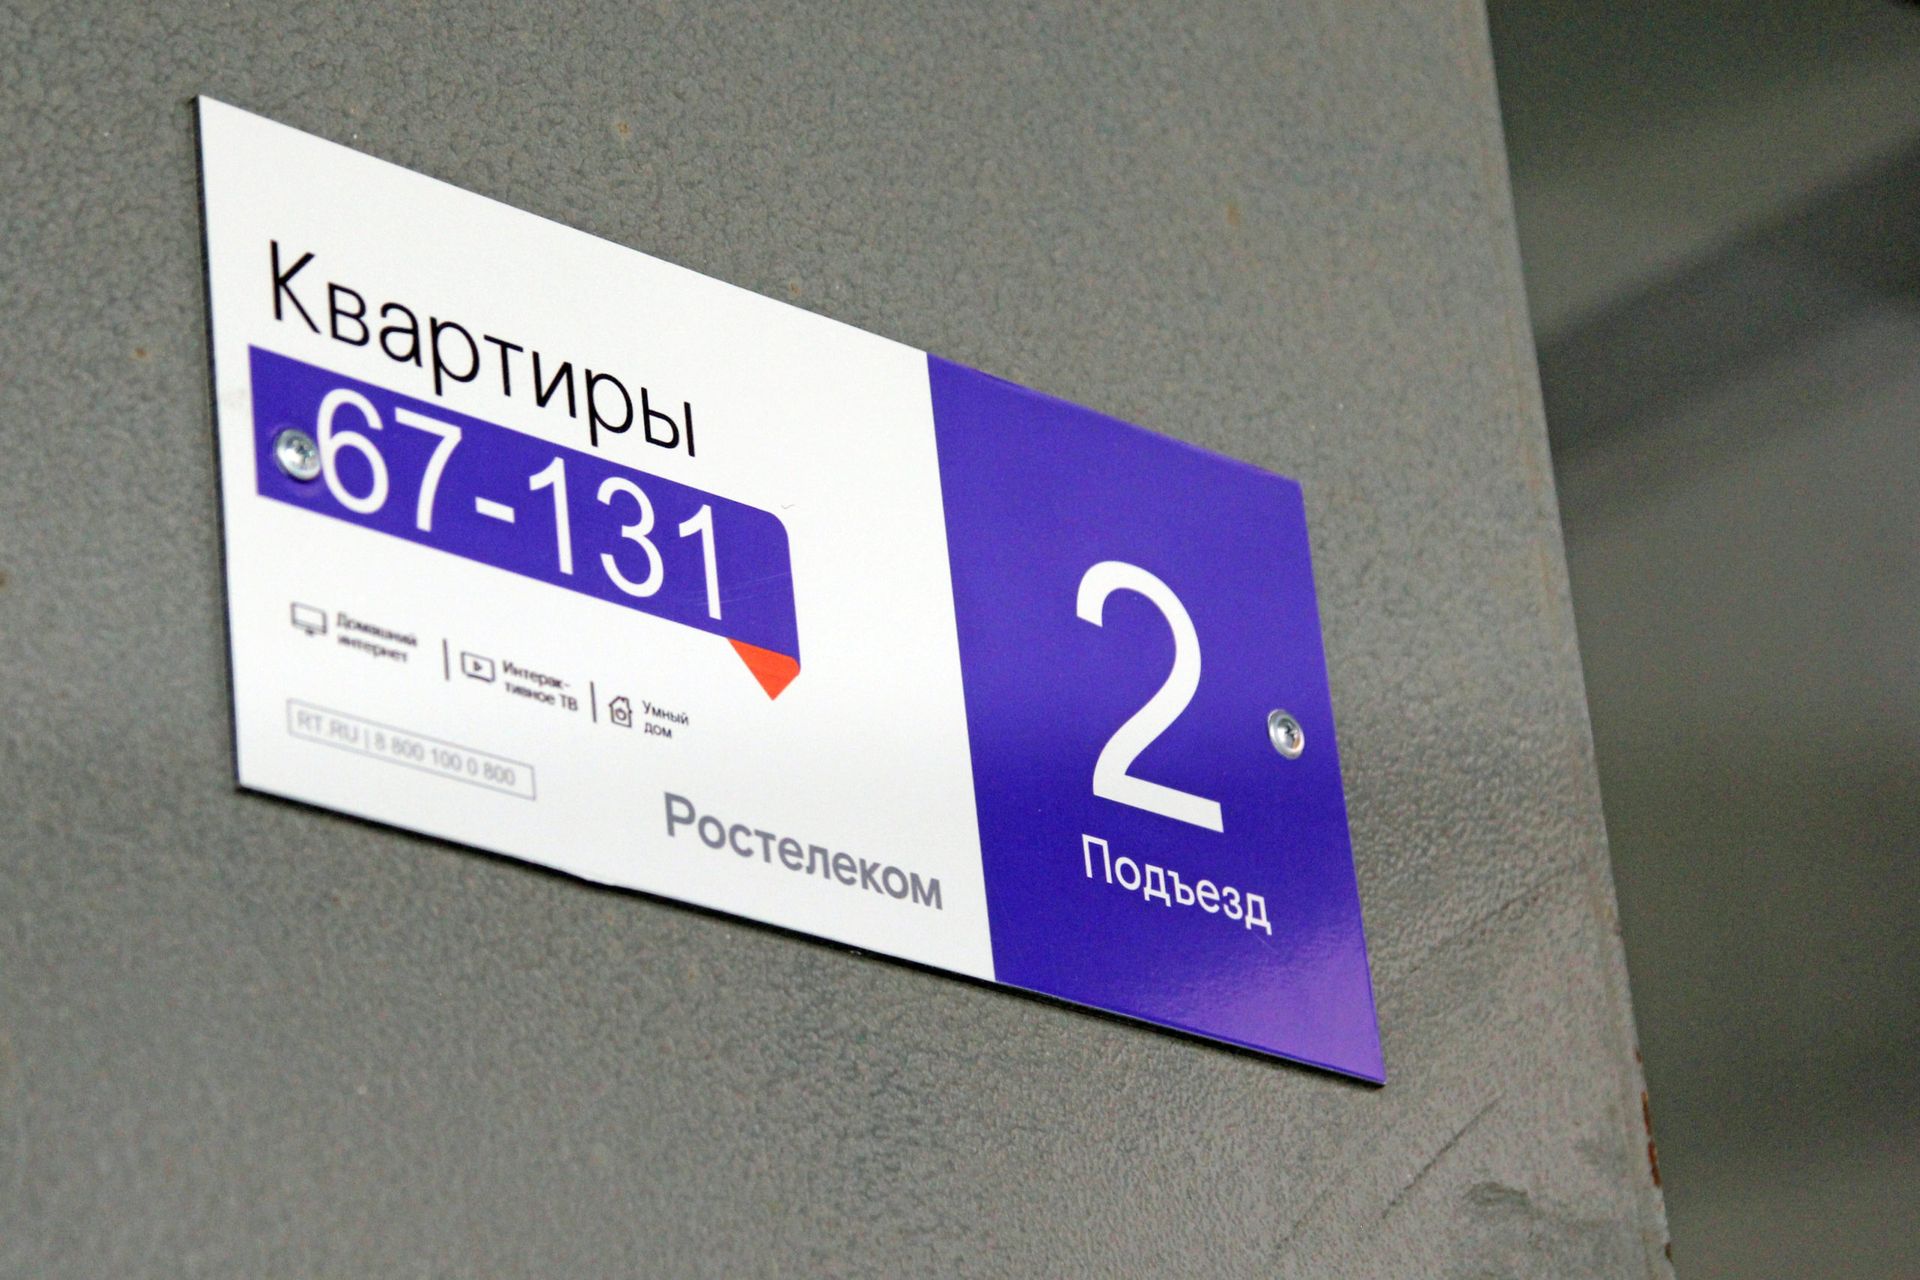 Квартиры
67-131
Домашний
интернет
Интерак-
тивное ТВ
Умный
дом
RT.RU | 8 800 100 0 800
Ростелеком
2
Подъезд